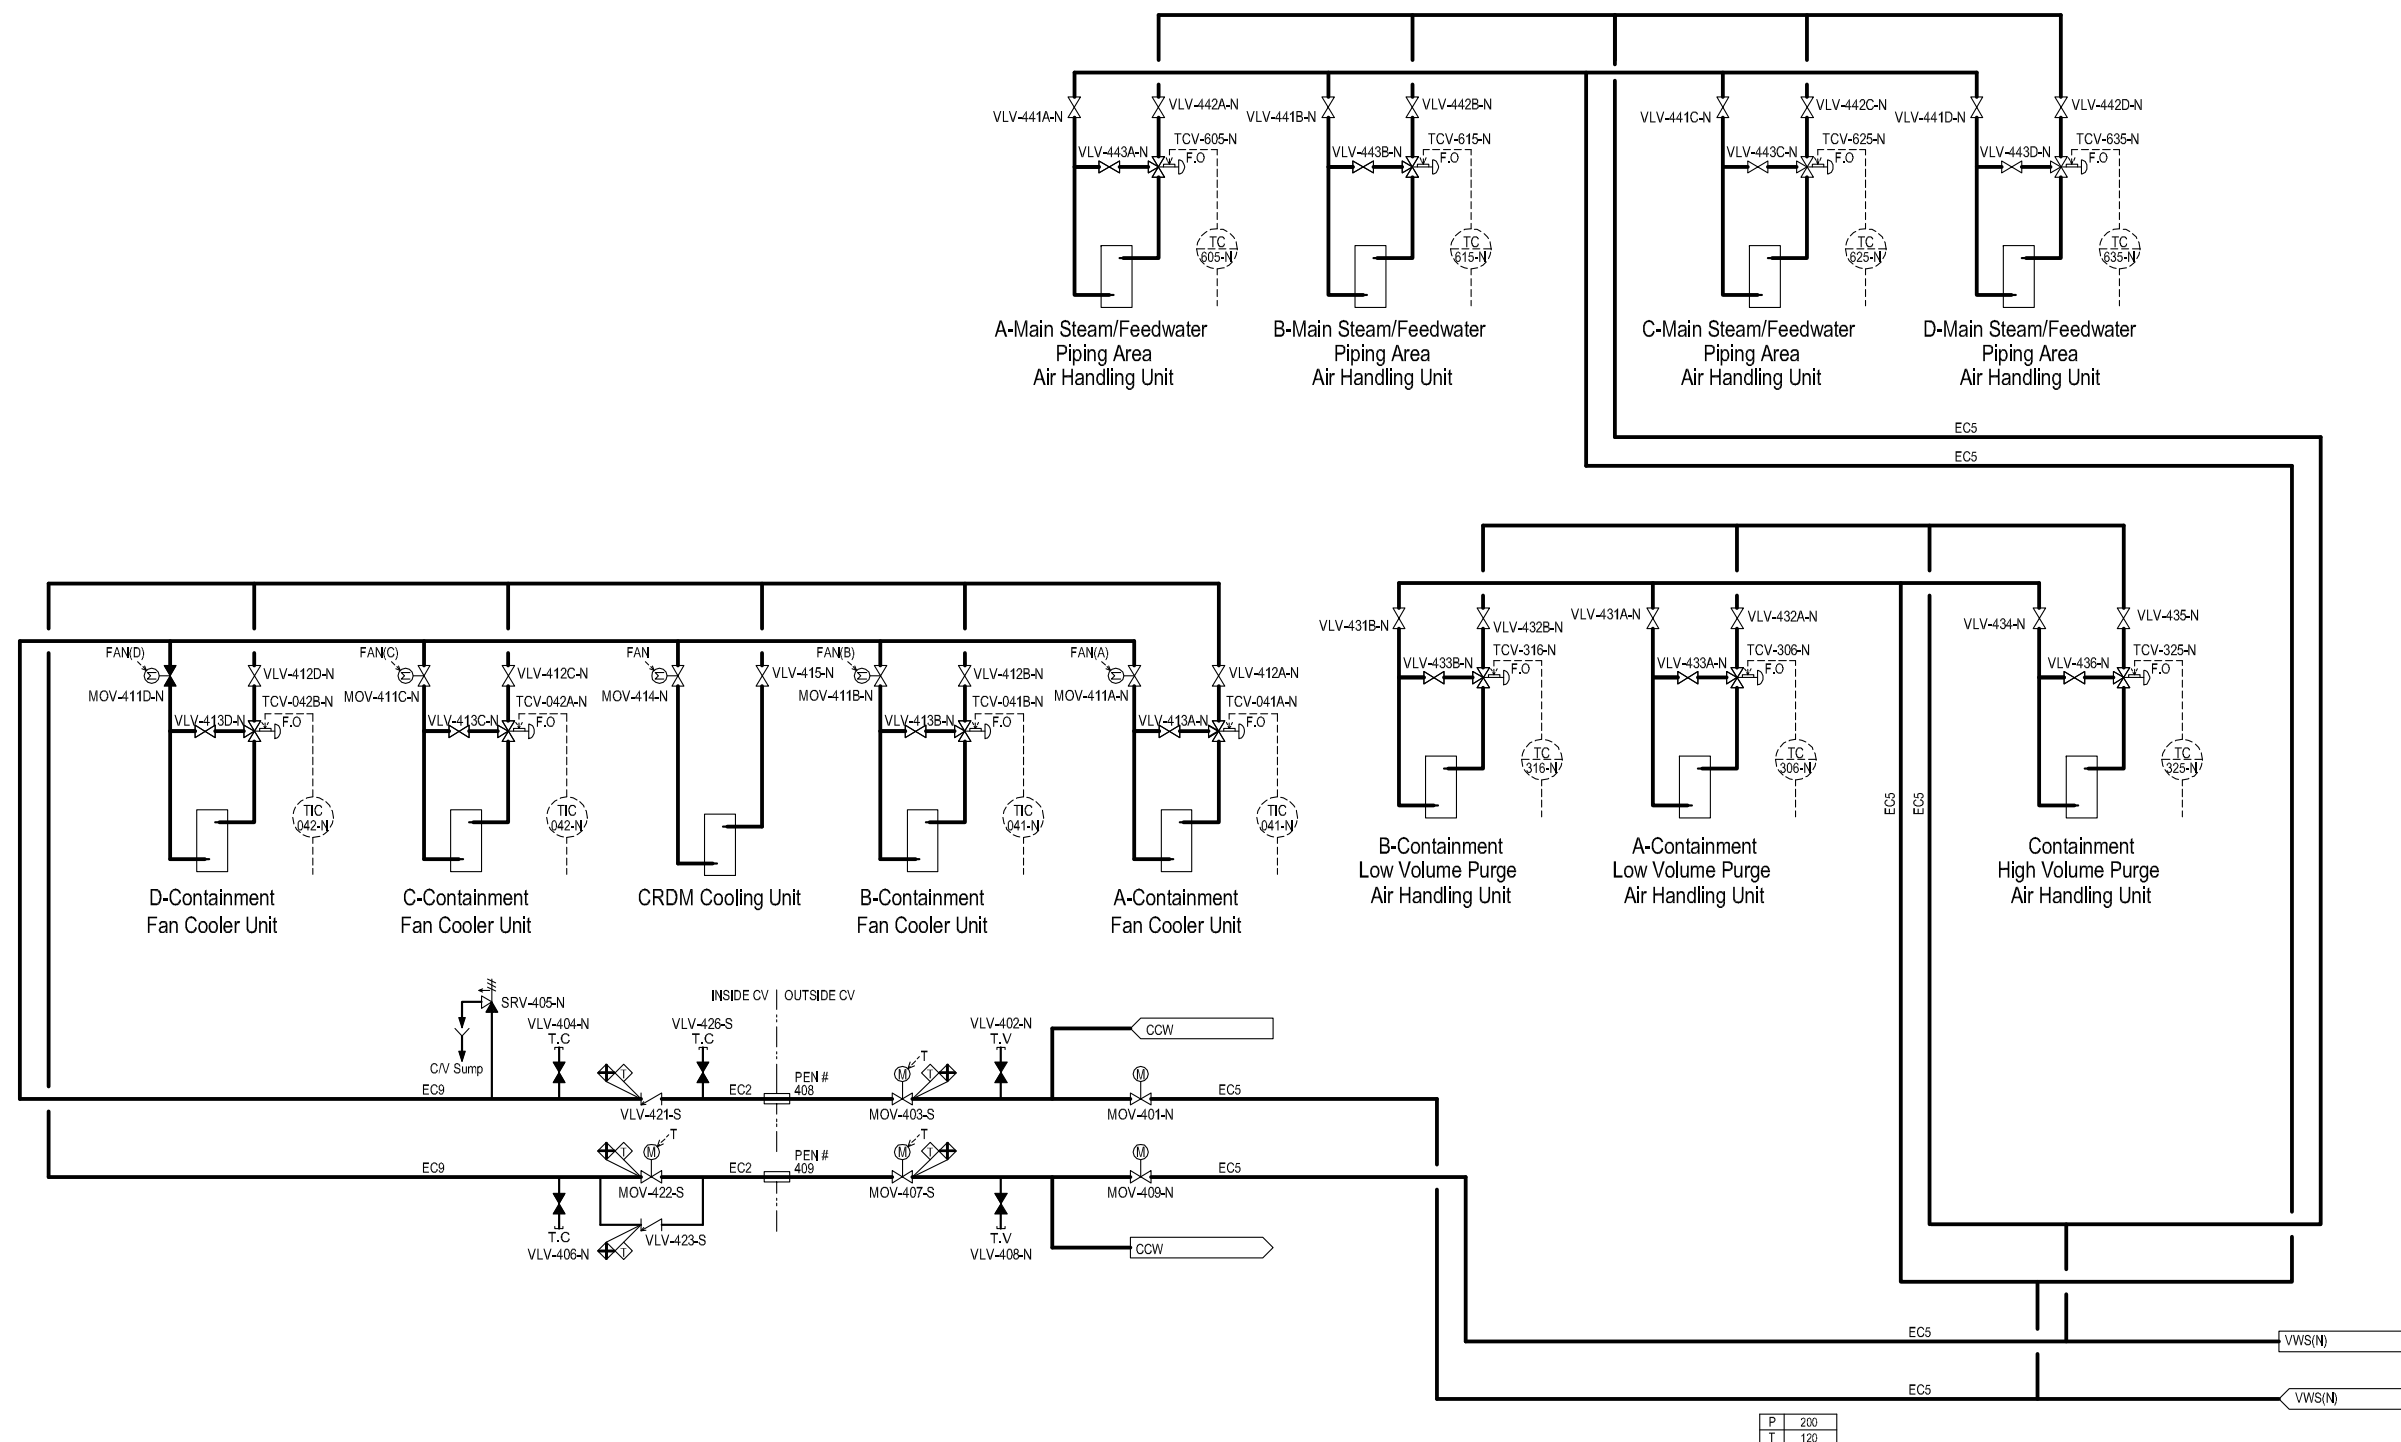 VLV-441A-N
VLV-442A-N
VLV-441B-N
VLV-442B-N
VLV-441C-N
VLV-442C-N
VLV-441D-N
VLV-442D-N
TCV-605-N
TCV-615-N
TCV-625-N
TCV-635-N
VLV-443A-N
F.O
VLV-443B-N
F.O
VLV-443C-N
F.O
VLV-443D-N
F.O
TC
605-N
TC
615-N
TC
625-N
TC
635-N
A-Main Steam/Feedwater
Piping Area
Air Handling Unit
B-Main Steam/Feedwater
Piping Area
Air Handling Unit
C-Main Steam/Feedwater
Piping Area
Air Handling Unit
D-Main Steam/Feedwater
Piping Area
Air Handling Unit
EC5
EC5
VLV-431B-N
VLV-432B-N
VLV-431A-N
VLV-432A-N
VLV-434-N
VLV-435-N
TCV-316-N
TCV-306-N
TCV-325-N
VLV-433B-N
F.O
VLV-433A-N
F.O
VLV-436-N
F.O
TC
316-N
TC
306-N
TC
325-N
EC5
EC5
B-Containment
Low Volume Purge
Air Handling Unit
A-Containment
Low Volume Purge
Air Handling Unit
Containment
High Volume Purge
Air Handling Unit
FAN(D)
FAN(C)
FAN
FAN(B)
FAN(A)
MOV-411D-N
VLV-412D-N
MOV-411C-N
VLV-412C-N
MOV-414-N
VLV-415-N
MOV-411B-N
VLV-412B-N
MOV-411A-N
VLV-412A-N
TCV-042B-N
TCV-042A-N
TCV-041B-N
TCV-041A-N
VLV-413D-N
F.O
VLV-413C-N
F.O
VLV-413B-N
F.O
VLV-413A-N
F.O
TIC
042-N
TIC
042-N
TIC
041-N
TIC
041-N
D-Containment
Fan Cooler Unit
C-Containment
Fan Cooler Unit
CRDM Cooling Unit
B-Containment
Fan Cooler Unit
A-Containment
Fan Cooler Unit
INSIDE CV
OUTSIDE CV
SRV-405-N
C/V Sump
VLV-404-N
T.C
VLV-426-S
T.C
VLV-402-N
T.V
CCW
EC9
T
VLV-421-S
EC2
PEN #
408
M
T
T
MOV-403-S
M
MOV-401-N
EC5
EC9
T
M
T
MOV-422-S
EC2
PEN #
409
M
T
T
MOV-407-S
M
MOV-409-N
EC5
T.C
VLV-406-N
T
VLV-423-S
T.V
VLV-408-N
CCW
EC5
VWS(N)
EC5
VWS(N)
P 200
T 120